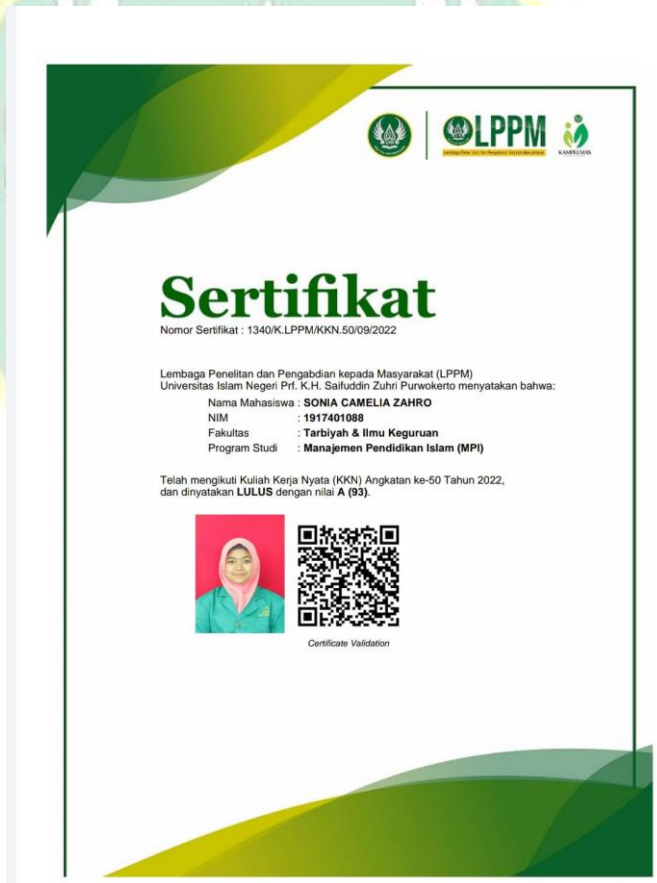 LPPM
KAMPELMAS
Sertifikat
Nomor Sertifikat : 1340/K.LPPM/KKN.50/09/2022
Lembaga Penelitian dan Pengabdian kepada Masyarakat (LPPM)
Universitas Islam Negeri Prf. K.H. Saifuddin Zuhri Purwokerto menyatakan bahwa:
Nama Mahasiswa : SONIA CAMELIA ZAHRO
NIM : 1917401088
Fakultas : Tarbiyah & Ilmu Keguruan
Program Studi : Manajemen Pendidikan Islam (MPI)
Telah mengikuti Kuliah Kerja Nyata (KKN) Angkatan ke-50 Tahun 2022,
dan dinyatakan LULUS dengan nilai A (93).
Certificate Validation